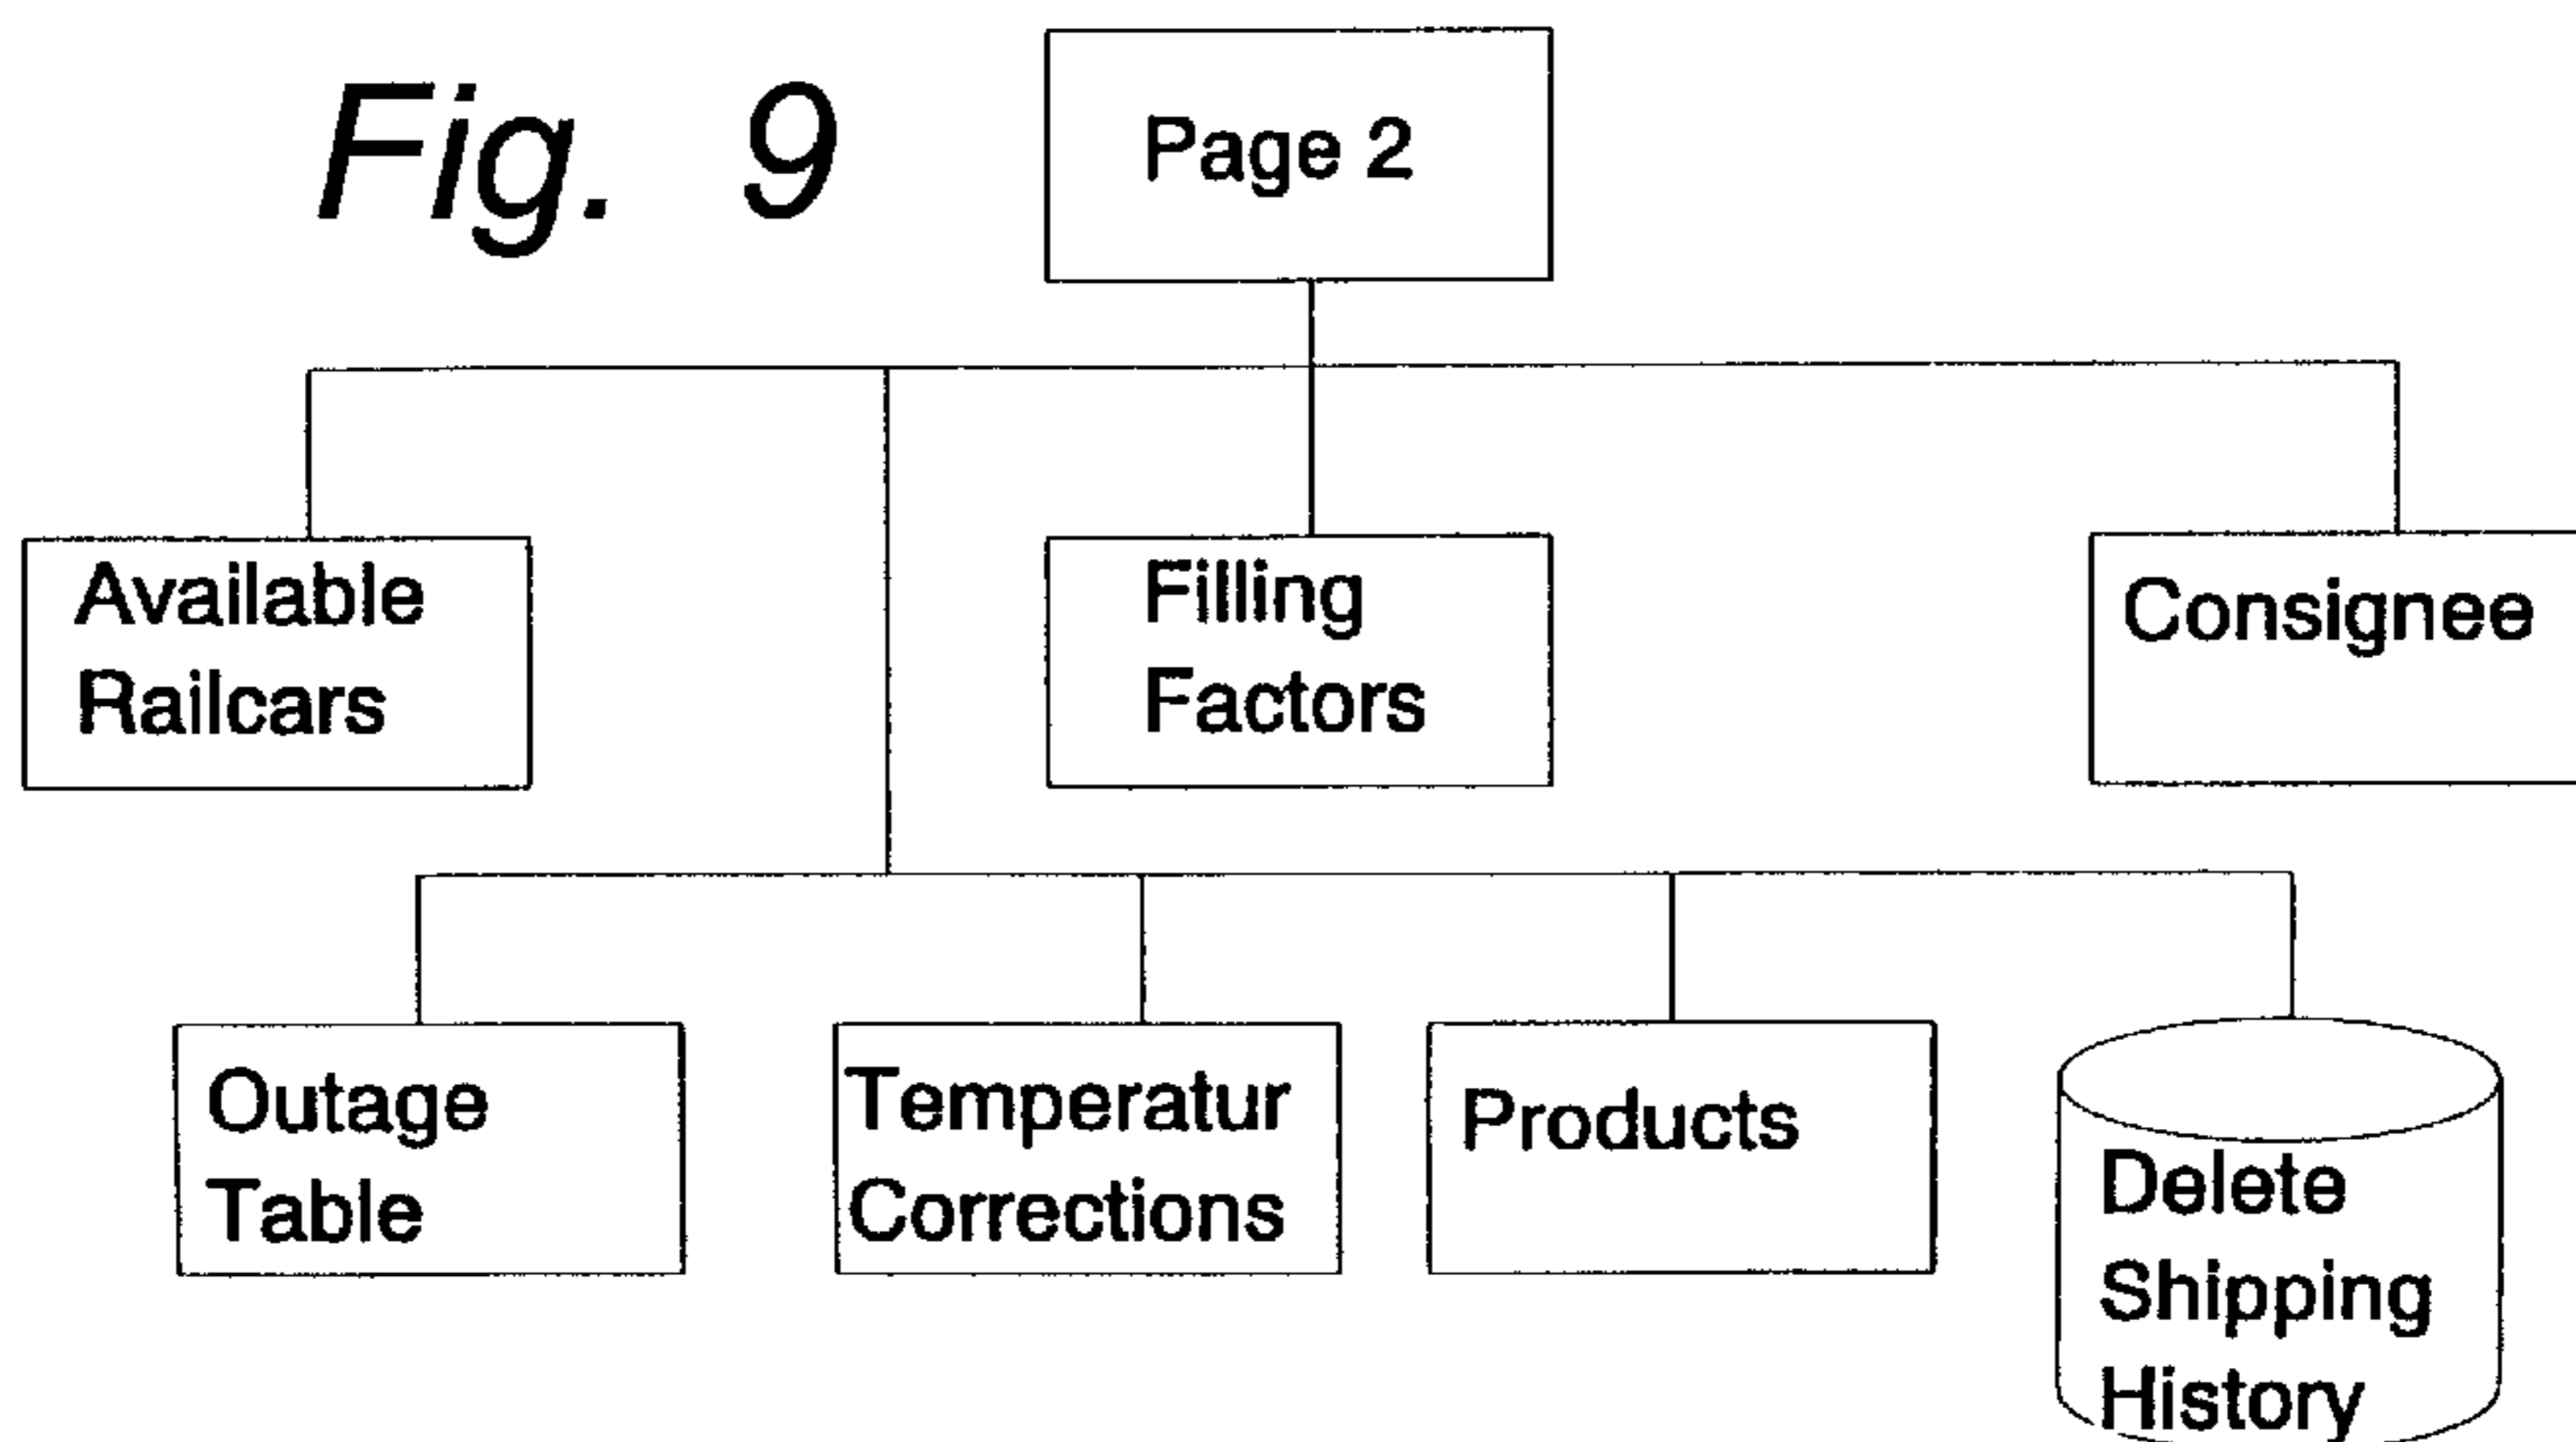 Fig. 9
Page 2
Available
Railcars
Filling
Factors
Consignee
Outage
Table
Temperatur
Corrections
Products
Delete
Shipping
History